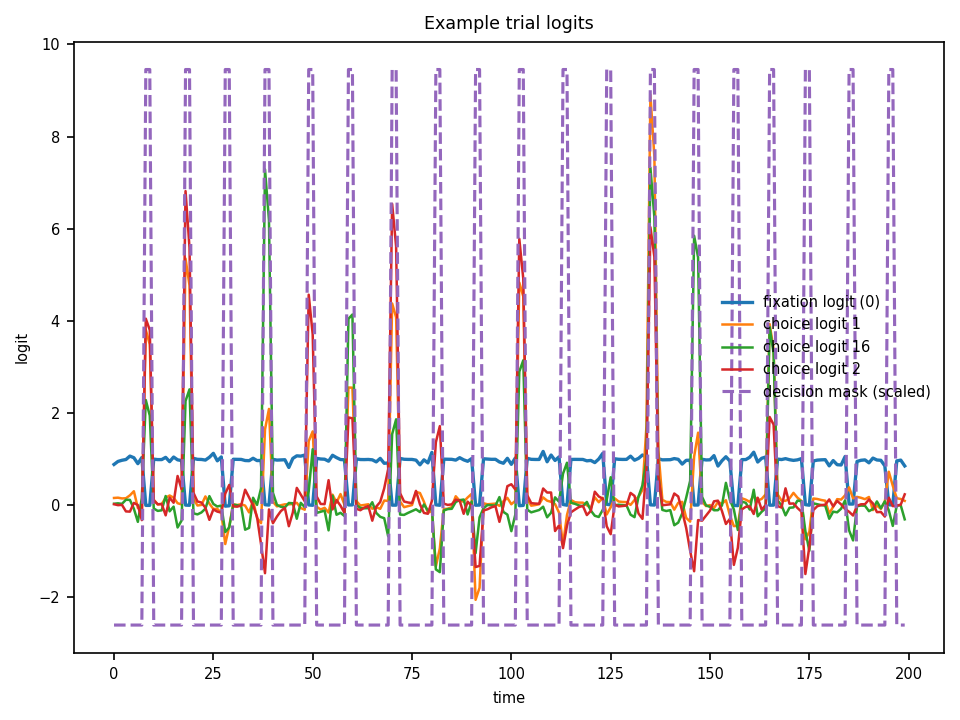 Example trial logits
10
8
6
4
2
0
−2
logit
fixation logit (0)
choice logit 1
choice logit 16
choice logit 2
decision mask (scaled)
0 25 50 75 100 125 150 175 200
time